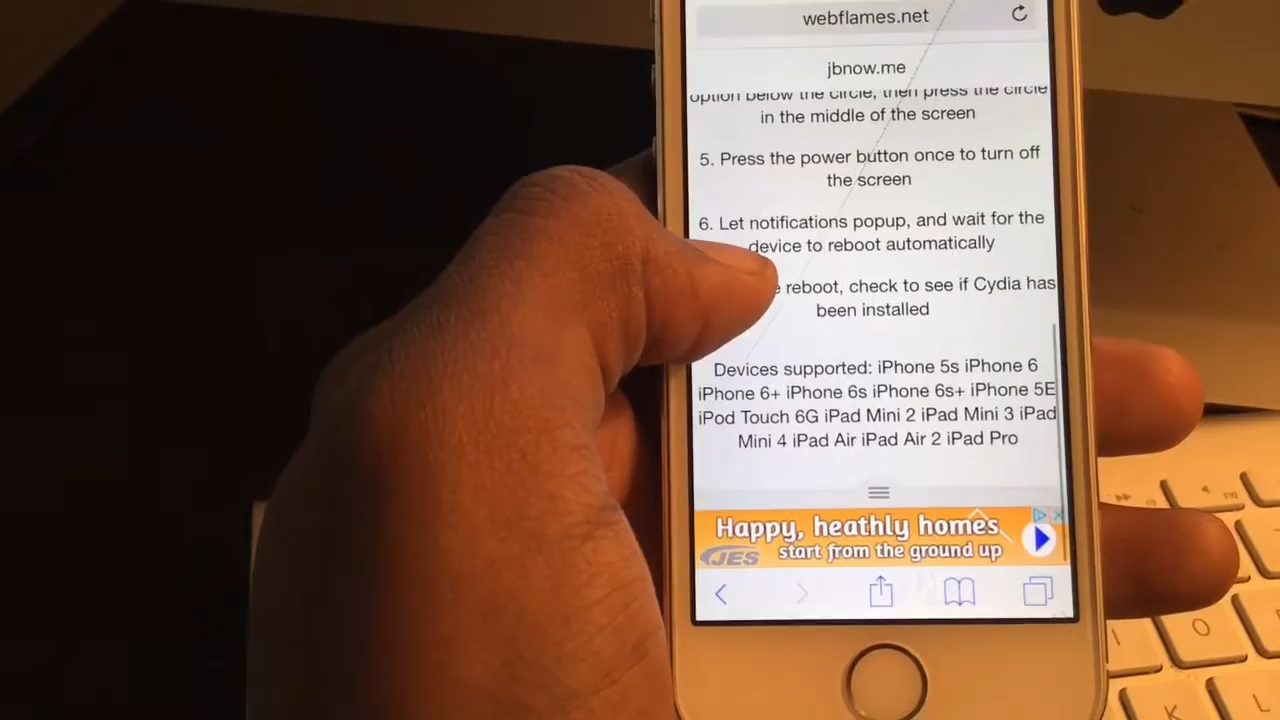 webflames.net
jbnow.me
option below the circle, then press the circle
in the middle of the screen
5. Press the power button once to turn off
the screen
6. Let notifications popup, and wait for the
device to reboot automatically
reboot, check to see if Cydia has
been installed
Devices supported: iPhone 5s iPhone 6
iPhone 6+ iPhone 6s iPhone 6s+ iPhone 5E
iPod Touch 6G iPad Mini 2 iPad Mini 3 iPad
Mini 4 iPad Air iPad Air 2 iPad Pro
Happy, heathly homes
JES start from the ground up
F10
I
O
K
L